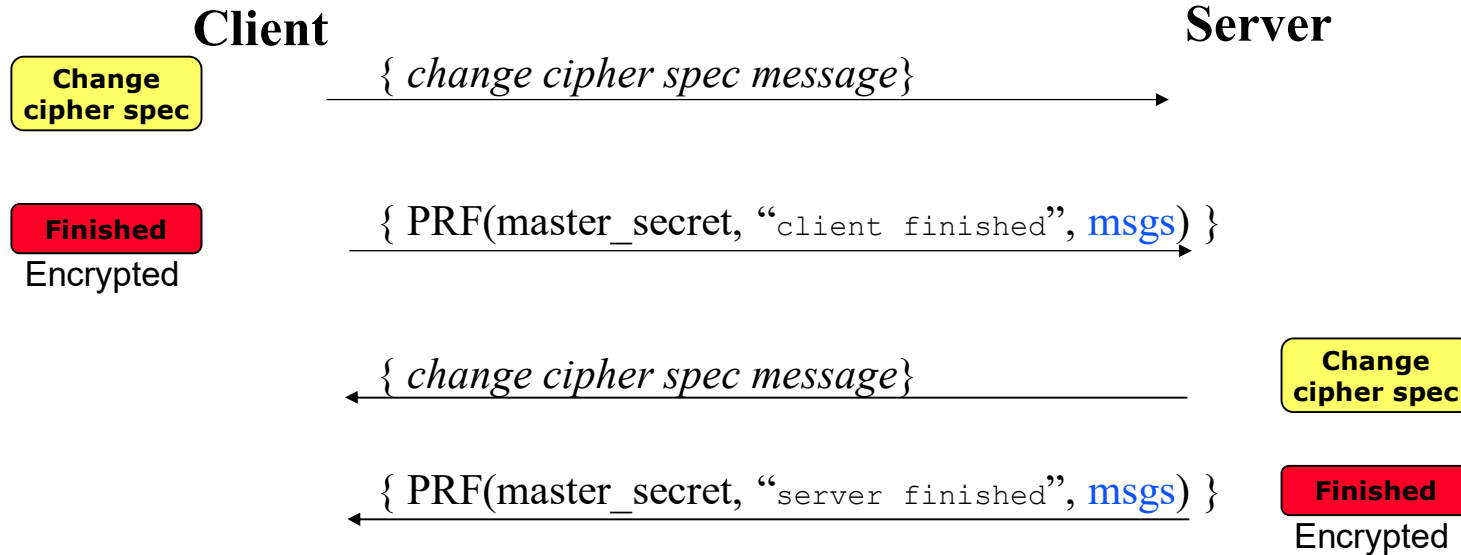 Client
Server
Change
cipher spec
{ change cipher spec message}
Finished
Encrypted
{ PRF(master_secret, “client finished”, msgs) }
{ change cipher spec message}
Change
cipher spec
{ PRF(master_secret, “server finished”, msgs) }
Finished
Encrypted